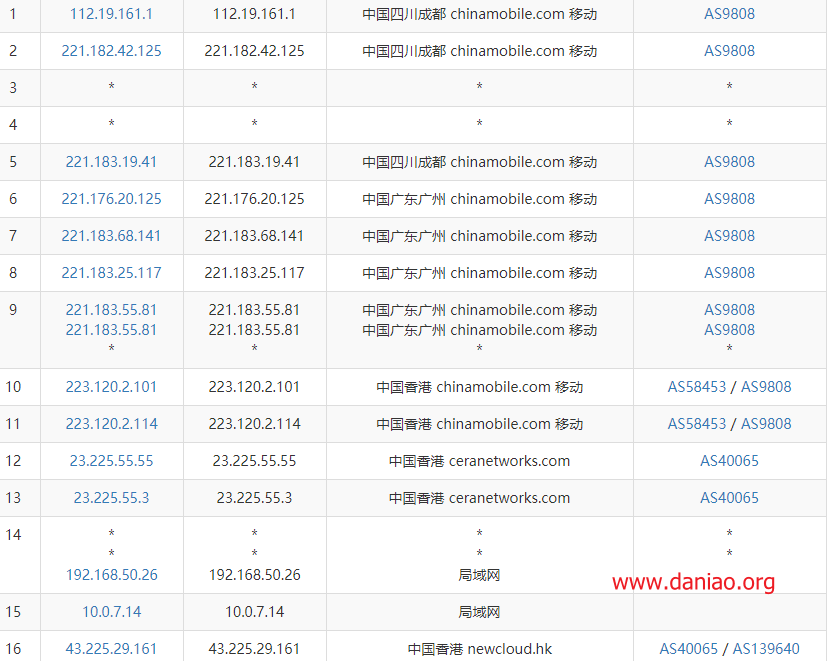 1 112.19.161.1 112.19.161.1 中国四川成都 chinamobile.com 移动 AS9808
2 221.182.42.125 221.182.42.125 中国四川成都 chinamobile.com 移动 AS9808
3 * * * *
4 * * * *
5 221.183.19.41 221.183.19.41 中国四川成都 chinamobile.com 移动 AS9808
6 221.176.20.125 221.176.20.125 中国广东广州 chinamobile.com 移动 AS9808
7 221.183.68.141 221.183.68.141 中国广东广州 chinamobile.com 移动 AS9808
8 221.183.25.117 221.183.25.117 中国广东广州 chinamobile.com 移动 AS9808
9 221.183.55.81 221.183.55.81 中国广东广州 chinamobile.com 移动 AS9808
221.183.55.81 221.183.55.81 中国广东广州 chinamobile.com 移动 AS9808
* * * *
10 223.120.2.101 223.120.2.101 中国香港 chinamobile.com 移动 AS58453 / AS9808
11 223.120.2.114 223.120.2.114 中国香港 chinamobile.com 移动 AS58453 / AS9808
12 23.225.55.55 23.225.55.55 中国香港 ceranetworks.com AS40065
13 23.225.55.3 23.225.55.3 中国香港 ceranetworks.com AS40065
14 * * * *
* * * *
192.168.50.26 192.168.50.26 局域网
www.daniao.org
15 10.0.7.14 10.0.7.14 局域网
16 43.225.29.161 43.225.29.161 中国香港 newcloud.hk AS40065 / AS139640